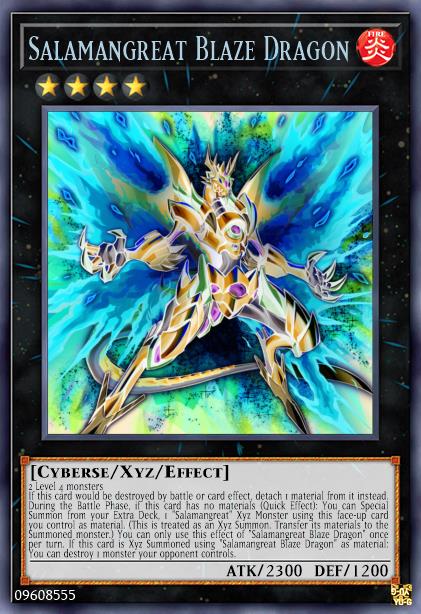 SALAMANGREAT BLAZE DRAGON
FIRE
炎
[CYBERSE/XYZ/EFFECT]
2 Level 4 monsters
If this card would be destroyed by battle or card effect, detach 1 material from it instead.
During the Battle Phase, if this card has no materials (Quick Effect): You can Special
Summon from your Extra Deck, 1 "Salamangreat" Xyz Monster using this face-up card
you control as material. (This is treated as an Xyz Summon. Transfer its materials to the
Summoned monster.) You can only use this effect of "Salamangreat Blaze Dragon" once
per turn. If this card is Xyz Summoned using "Salamangreat Blaze Dragon" as material:
You can destroy 1 monster your opponent controls.
ATK/2300 DEF/1200
09608555